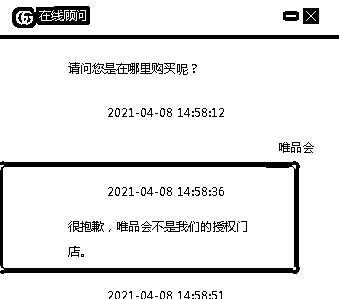 在线顾问
请问您是在哪里购买呢？
2021-04-08 14:58:12
唯品会
2021-04-08 14:58:36
很抱歉，唯品会不是我们的授权门
店。
2021-04-08 14:58:51